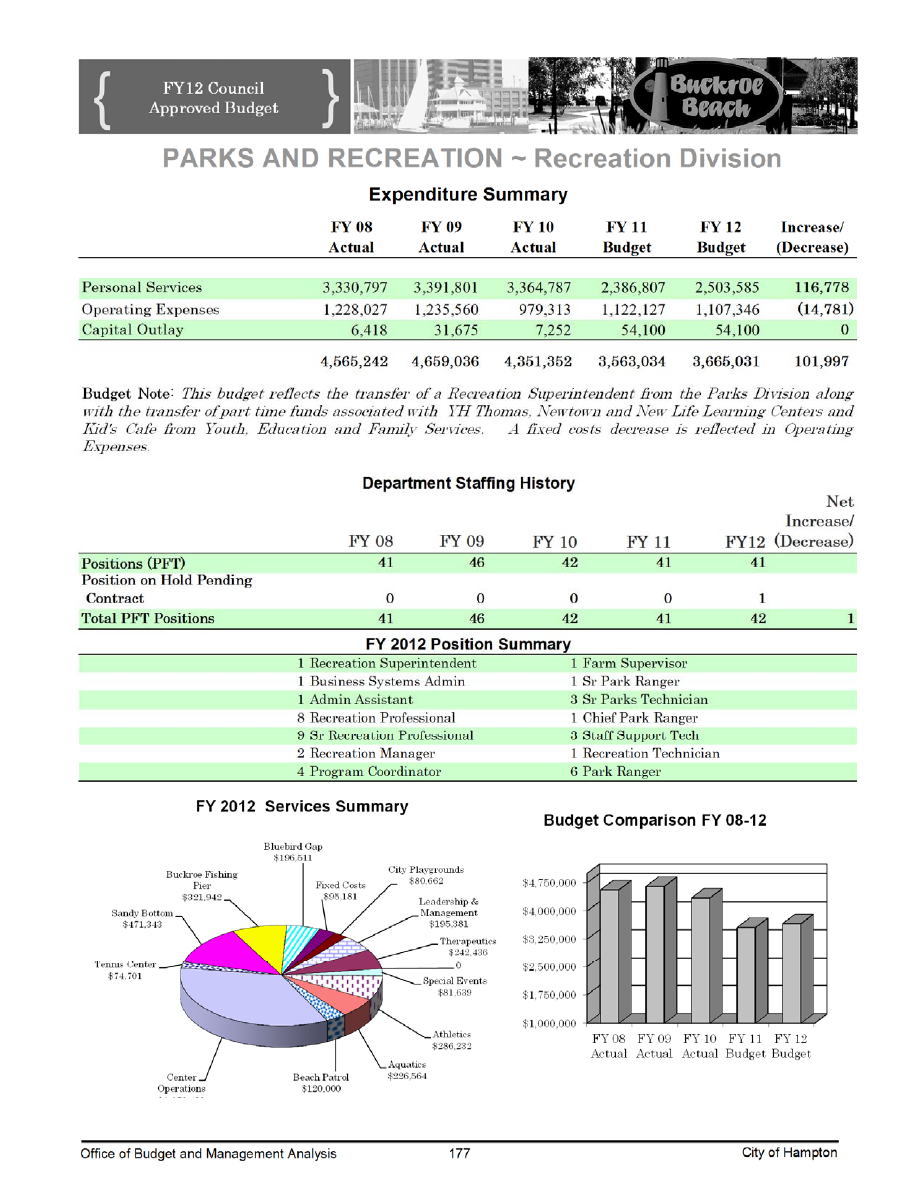 FY12 Council
Approved Budget
Buckroe
Beach
PARKS AND RECREATION ~ Recreation Division
Expenditure Summary
FY 08 FY 09 FY 10 FY 11 FY 12 Increase/
Actual Actual Actual Budget Budget (Decrease)
Personal Services 3,330,797 3,391,801 3,364,787 2,386,807 2,503,585 116,778
Operating Expenses 1,228,027 1,235,560 979,313 1,122,127 1,107,346 (14,781)
Capital Outlay 6,418 31,675 7,252 54,100 54,100 0
4,565,242 4,659,036 4,351,352 3,563,034 3,665,031 101,997
Budget Note: This budget reflects the transfer of a Recreation Superintendent from the Parks Division along
with the transfer of part time funds associated with YH Thomas, Newtown and New Life Learning Centers and
Kid's Cafe from Youth, Education and Family Services. A fixed costs decrease is reflected in Operating
Expenses.
Department Staffing History
Net
Increase/
FY 08 FY 09 FY 10 FY 11 FY12 (Decrease)
Positions (PFT) 41 46 42 41 41
Position on Hold Pending
Contract 0 0 0 0 1
Total PFT Positions 41 46 42 41 42 1
FY 2012 Position Summary
1 Recreation Superintendent 1 Farm Supervisor
1 Business Systems Admin 1 Sr Park Ranger
1 Admin Assistant 3 Sr Parks Technician
8 Recreation Professional 1 Chief Park Ranger
9 Sr Recreation Professional 3 Staff Support Tech
2 Recreation Manager 1 Recreation Technician
4 Program Coordinator 6 Park Ranger
FY 2012 Services Summary
Bluebird Gap
$196,511
City Playgrounds
$80,662
Buckroe Fishing
Pier
$321,942
Fixed Costs
$95,181
Leadership &
Management
$195,381
Sandy Bottom
$471,343
Therapeutics
$242,436
0
Tennis Center
$74,701
Special Events
$81,639
Athletics
$286,232
Aquatics
$226,564
Beach Patrol
$120,000
Center
Operations
Budget Comparison FY 08-12
$4,750,000
$4,000,000
$3,250,000
$2,500,000
$1,750,000
$1,000,000
FY 08 FY 09 FY 10 FY 11 FY 12
Actual Actual Actual Budget Budget
Office of Budget and Management Analysis 177 City of Hampton